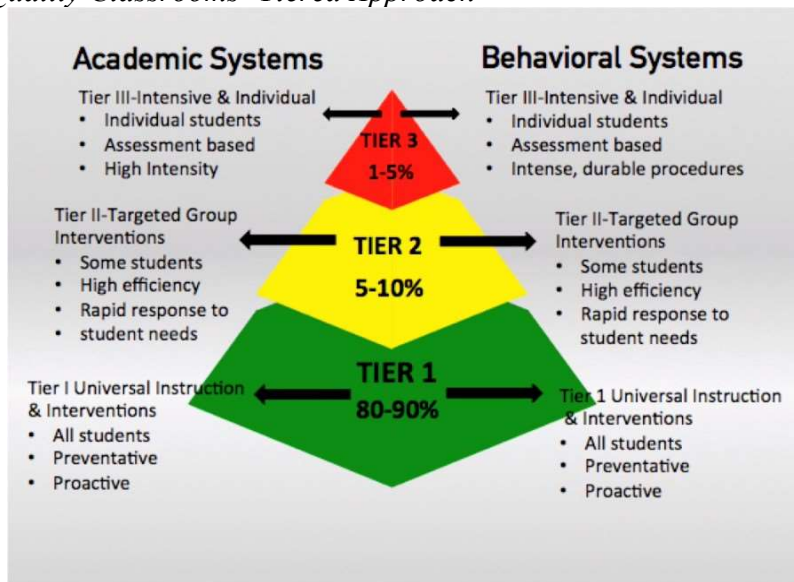 Quality Classrooms' Tiered Approach
Academic Systems
Tier III-Intensive & Individual
• Individual students
• Assessment based
• High Intensity
Tier II-Targeted Group
Interventions
• Some students
• High efficiency
• Rapid response to
• student needs
Tier I Universal Instruction
& Interventions
• All students
• Preventative
• Proactive
TIER 3
1-5%
TIER 2
5-10%
TIER 1
80-90%
Behavioral Systems
Tier III-Intensive & Individual
• Individual students
• Assessment based
• Intense, durable procedures
Tier II-Targeted Group
Interventions
• Some students
• High efficiency
• Rapid response to
student needs
Tier 1 Universal Instruction
& Interventions
• All students
• Preventative
• Proactive